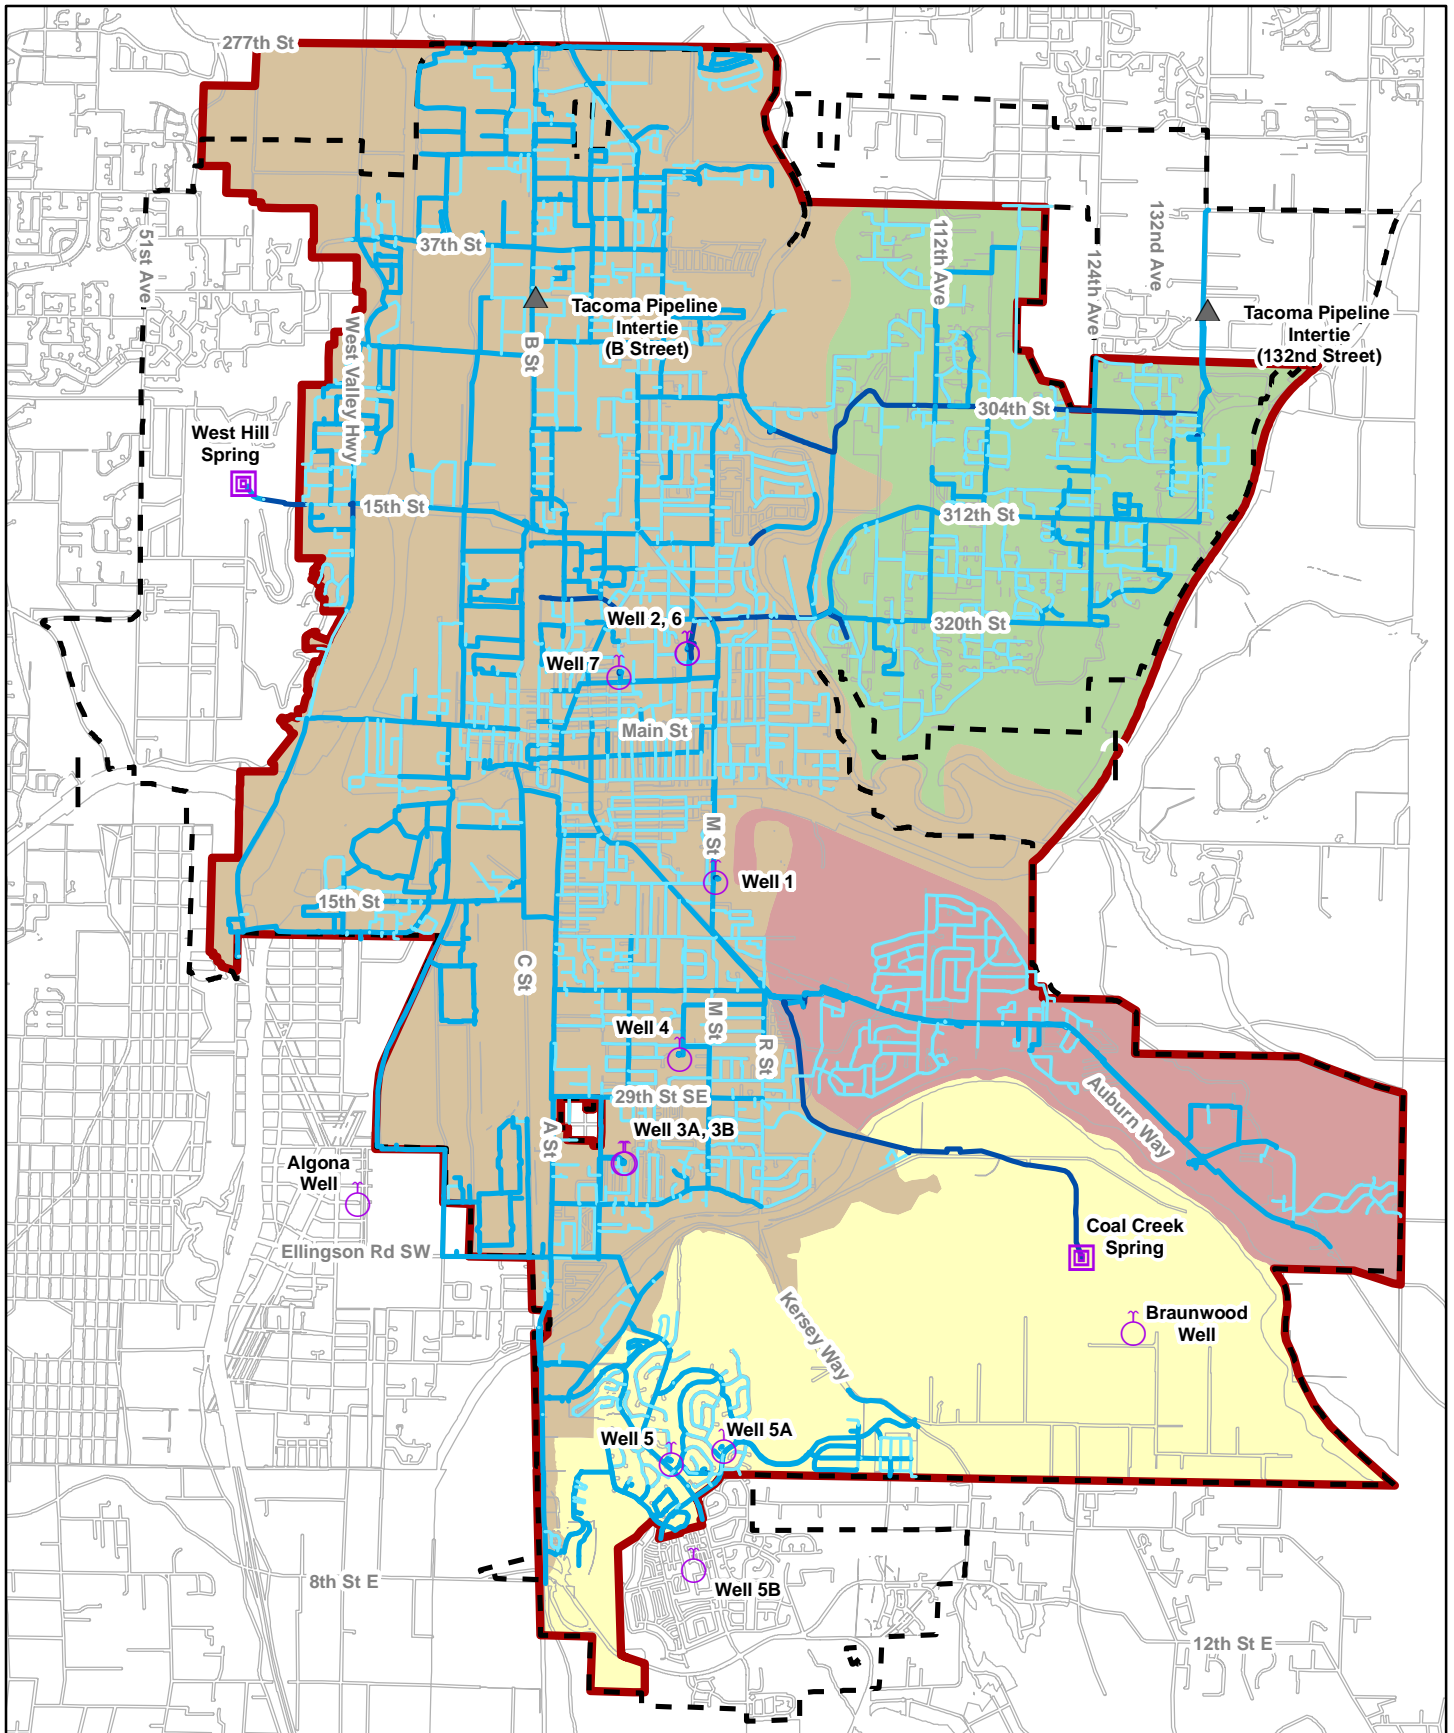 277th St
51st Ave
37th St
112th Ave
124th Ave
132nd Ave
Tacoma Pipeline
Intertie
(B Street)
Tacoma Pipeline
Intertie
(132nd Street)
B St
West Valley Hwy
304th St
West Hill
Spring
15th St
312th St
Well 2, 6
320th St
Well 7
Main St
M St
Well 1
15th St
C St
M St
Well 4
R St
29th St SE
Auburn Way
Well 3A, 3B
A St
Algona
Well
Ellingson Rd SW
Coal Creek
Spring
Kersey Way
Braunwood
Well
Well 5A
Well 5
8th St E
Well 5B
12th St E